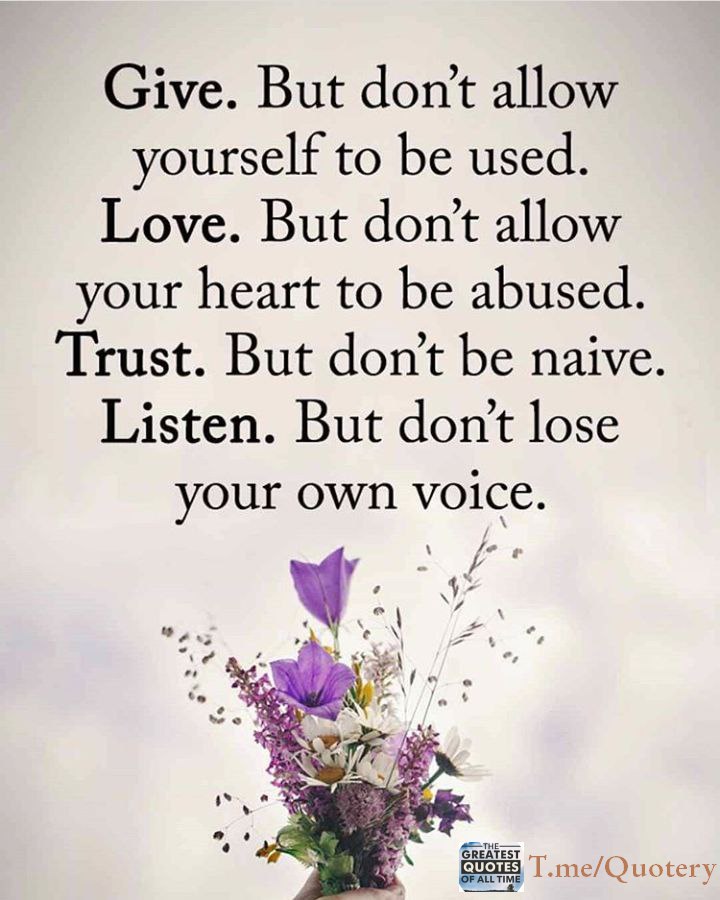 Give. But don't allow
yourself to be used.
Love. But don't allow
your heart to be abused.
Trust. But don't be naive.
Listen. But don't lose
your own voice.
THE
GREATEST
QUOTES
OF ALL TIME
T.me/Quotery